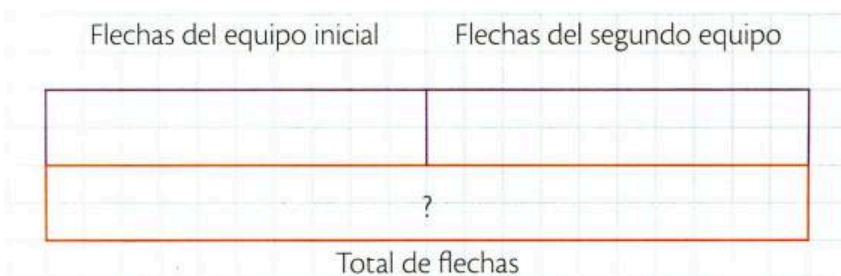 Flechas del equipo inicial Flechas del segundo equipo
?
Total de flechas